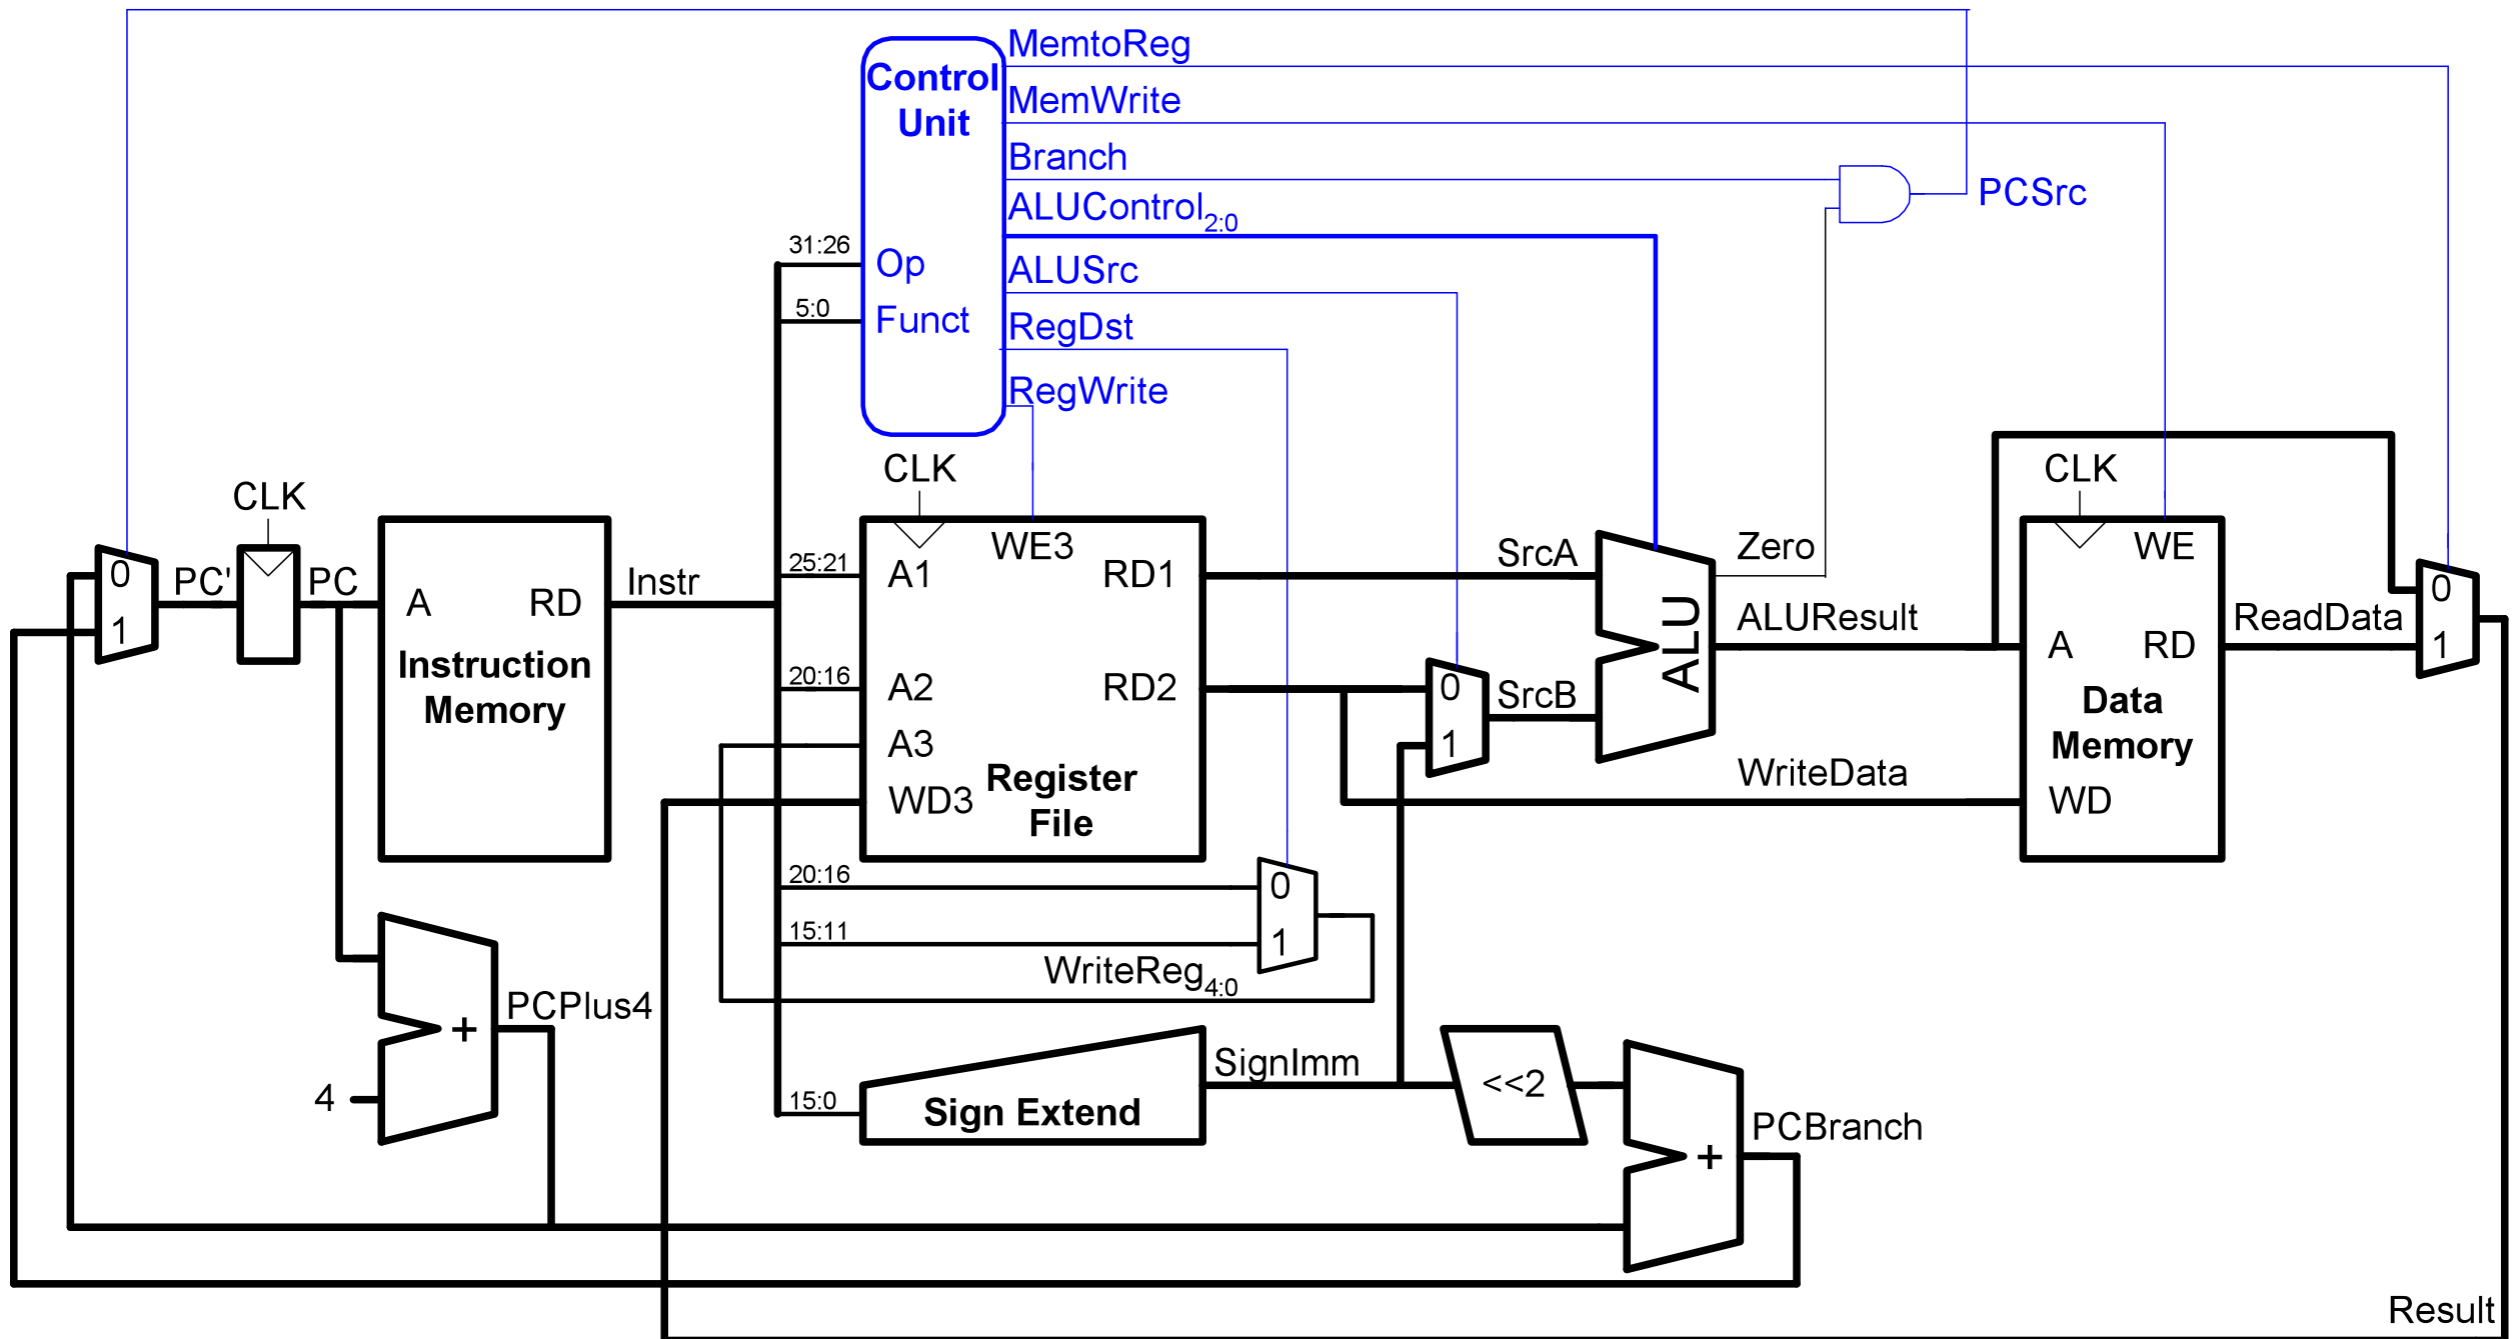 MemtoReg
Control
Unit
MemWrite
Branch
ALUControl2:0
PCSrc
31:26
Op
ALUSrc
5:0
Funct
RegDst
RegWrite
CLK
CLK
CLK
0
1
PC'
PC
A
RD
Instruction
Memory
Instr
25:21
20:16
A1
A2
A3
WD3
WE3
RD1
RD2
Register
File
SrcA
0
1
SrcB
ALU
Zero
ALUResult
WriteData
WE
A
RD
Data
Memory
WD
ReadData
0
1
20:16
15:11
0
1
WriteReg4:0
PCPlus4
+
4
15:0
Sign Extend
SignImm
<<2
+
PCBranch
Result